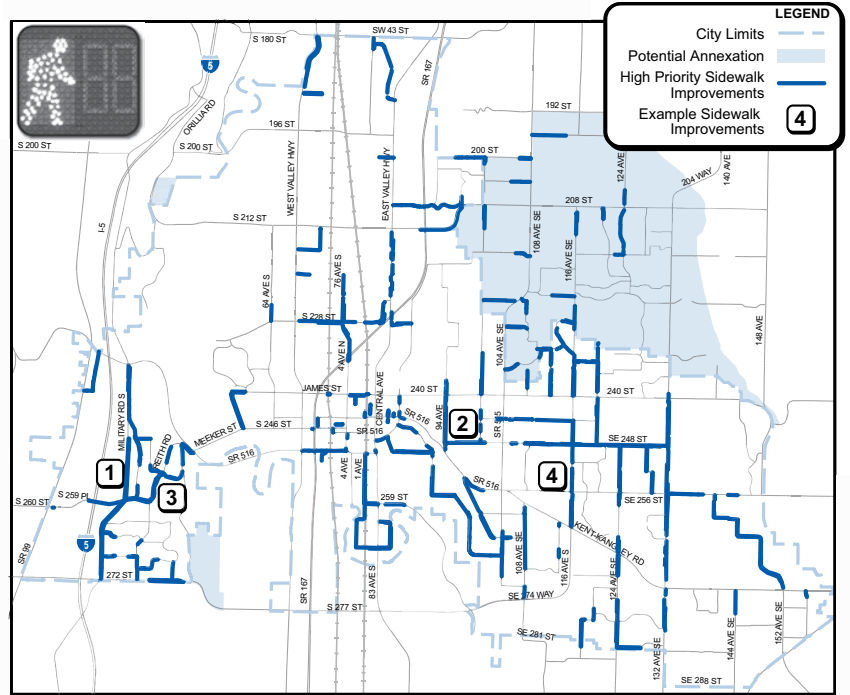 LEGEND
City Limits
Potential Annexation
High Priority Sidewalk
Improvements
Example Sidewalk
Improvements
4
SW 43 ST
S 180 ST
SR 167
5
ORILLIA RD
192 ST
196 ST
S 200 ST
S 200 ST
200 ST
124 AVE
140 AVE
204 WAY
WEST VALLEY HWY
EAST VALLEY HWY
208 ST
S 212 ST
I-5
108 AVE SE
116 AVE SE
64 AVE S
76 AVE S
S 228 ST
4 AVE N
104 AVE SE
148 AVE
JAMES ST
240 ST
240 ST
CENTRAL AVE
94 AVE
MILITARY RD S
MEEKER ST
S 246 ST
SR 516
SR 516
2
SE 248 ST
REITH RD
SR 516
1
3
4 AVE
1 AVE
SR 516
4
S 259 PL
S 260 ST
259 ST
SE 256 ST
SR 99
5
KENT-KANGLEY RD
108 AVE SE
116 AVE S
124 AVE SE
272 ST
SR 167
83 AVE S
SE 274 WAY
S 277 ST
SE 281 ST
132 AVE SE
144 AVE SE
152 AVE SE
SE 288 ST